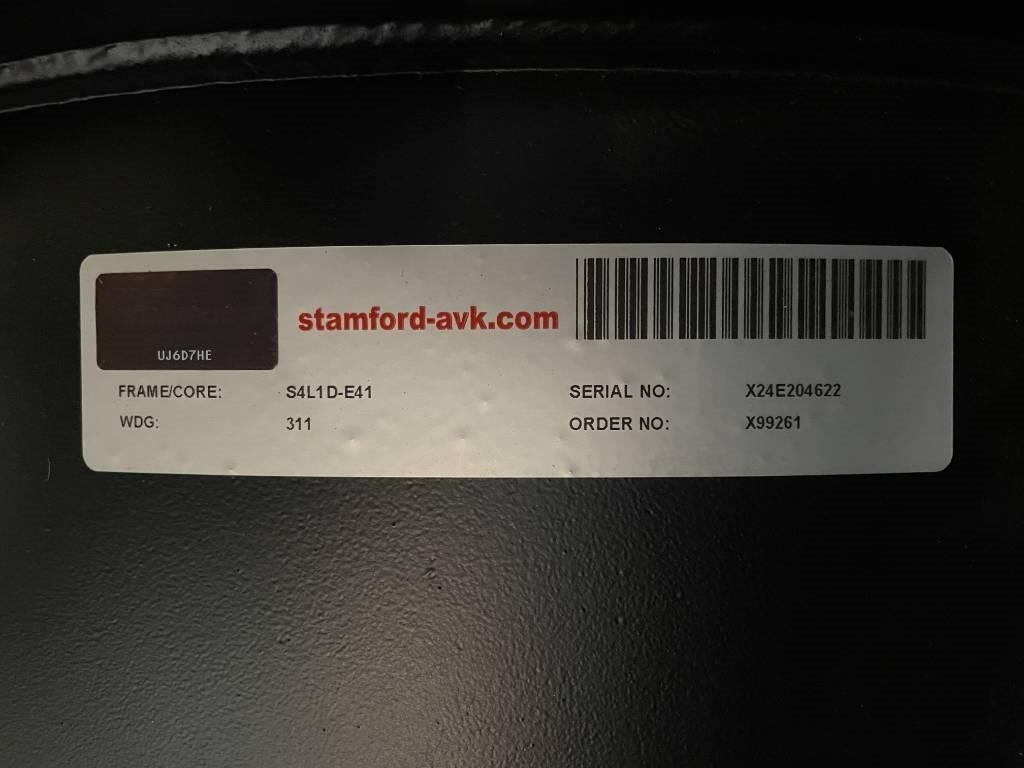 stamford-avk.com
UJ6D7HE
FRAME/CORE: S4L1D-E41 SERIAL NO: X24E204622
WDG: 311 ORDER NO: X99261